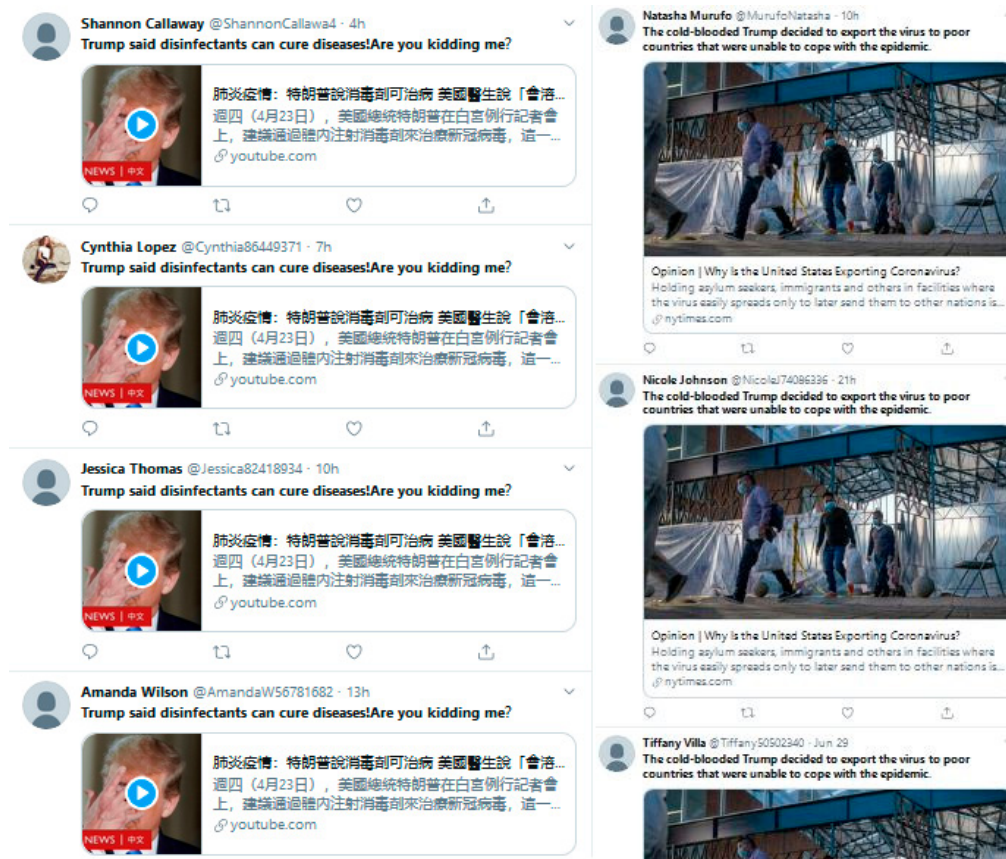 Shannon Callaway @ShannonCallawa4 · 4h
Trump said disinfectants can cure diseases!Are you kidding me?
肺炎疫情：特朗普說消毒劑可治病 美國醫生說「會溶...
週四（4月23日），美國總統特朗普在白宮例行記者會
上，建議通過體內注射消毒劑來治療新冠病毒，這一...
youtube.com
NEWS | 中文
Cynthia Lopez @Cynthia86449371 · 7h
Trump said disinfectants can cure diseases!Are you kidding me?
肺炎疫情：特朗普說消毒劑可治病 美國醫生說「會溶...
週四（4月23日），美國總統特朗普在白宮例行記者會
上，建議通過體內注射消毒劑來治療新冠病毒，這一...
youtube.com
NEWS | 中文
Jessica Thomas @Jessica82418934 · 10h
Trump said disinfectants can cure diseases!Are you kidding me?
肺炎疫情：特朗普說消毒劑可治病 美國醫生說「會溶...
週四（4月23日），美國總統特朗普在白宮例行記者會
上，建議通過體內注射消毒劑來治療新冠病毒，這一...
youtube.com
NEWS | 中文
Amanda Wilson @AmandaW56781682 · 13h
Trump said disinfectants can cure diseases!Are you kidding me?
肺炎疫情：特朗普說消毒劑可治病 美國醫生說「會溶...
週四（4月23日），美國總統特朗普在白宮例行記者會
上，建議通過體內注射消毒劑來治療新冠病毒，這一...
youtube.com
NEWS | 中文
Natasha Murufo @MurufoNatasha · 10h
The cold-blooded Trump decided to export the virus to poor
countries that were unable to cope with the epidemic.
Opinion | Why Is the United States Exporting Coronavirus?
Holding asylum seekers, immigrants and others in facilities where
the virus easily spreads only to later send them to other nations is...
nytimes.com
Nicole Johnson @NicoleJ74086336 · 21h
The cold-blooded Trump decided to export the virus to poor
countries that were unable to cope with the epidemic.
Opinion | Why Is the United States Exporting Coronavirus?
Holding asylum seekers, immigrants and others in facilities where
the virus easily spreads only to later send them to other nations is...
nytimes.com
Tiffany Villa @Tiffany50502340 · Jun 29
The cold-blooded Trump decided to export the virus to poor
countries that were unable to cope with the epidemic.